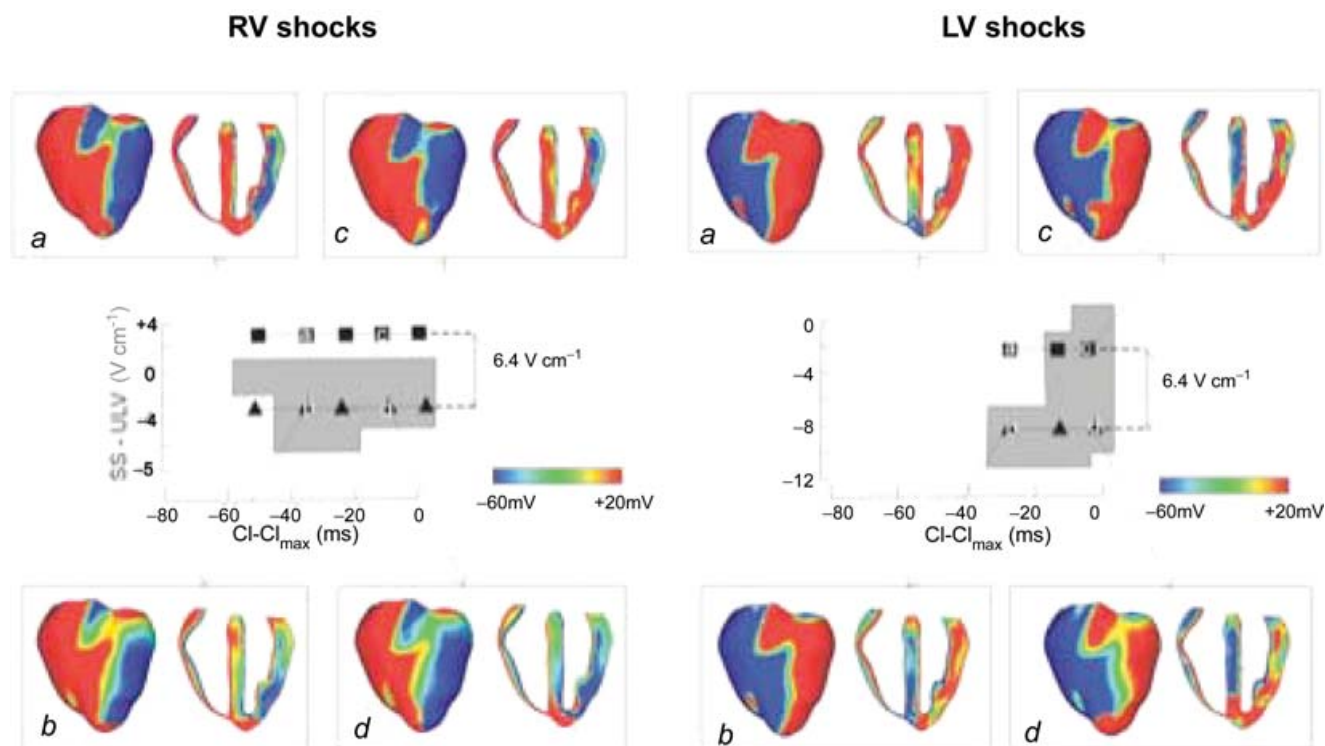 RV shocks
LV shocks
a
c
a
c
SS - ULV (V cm⁻¹)
+4
0
−4
−5
6.4 V cm⁻¹
−60mV
+20mV
−80
−60
−40
−20
0
CI-CImax (ms)
0
−4
−8
−12
6.4 V cm⁻¹
−60mV
+20mV
−80
−60
−40
−20
0
CI-CImax (ms)
b
d
b
d